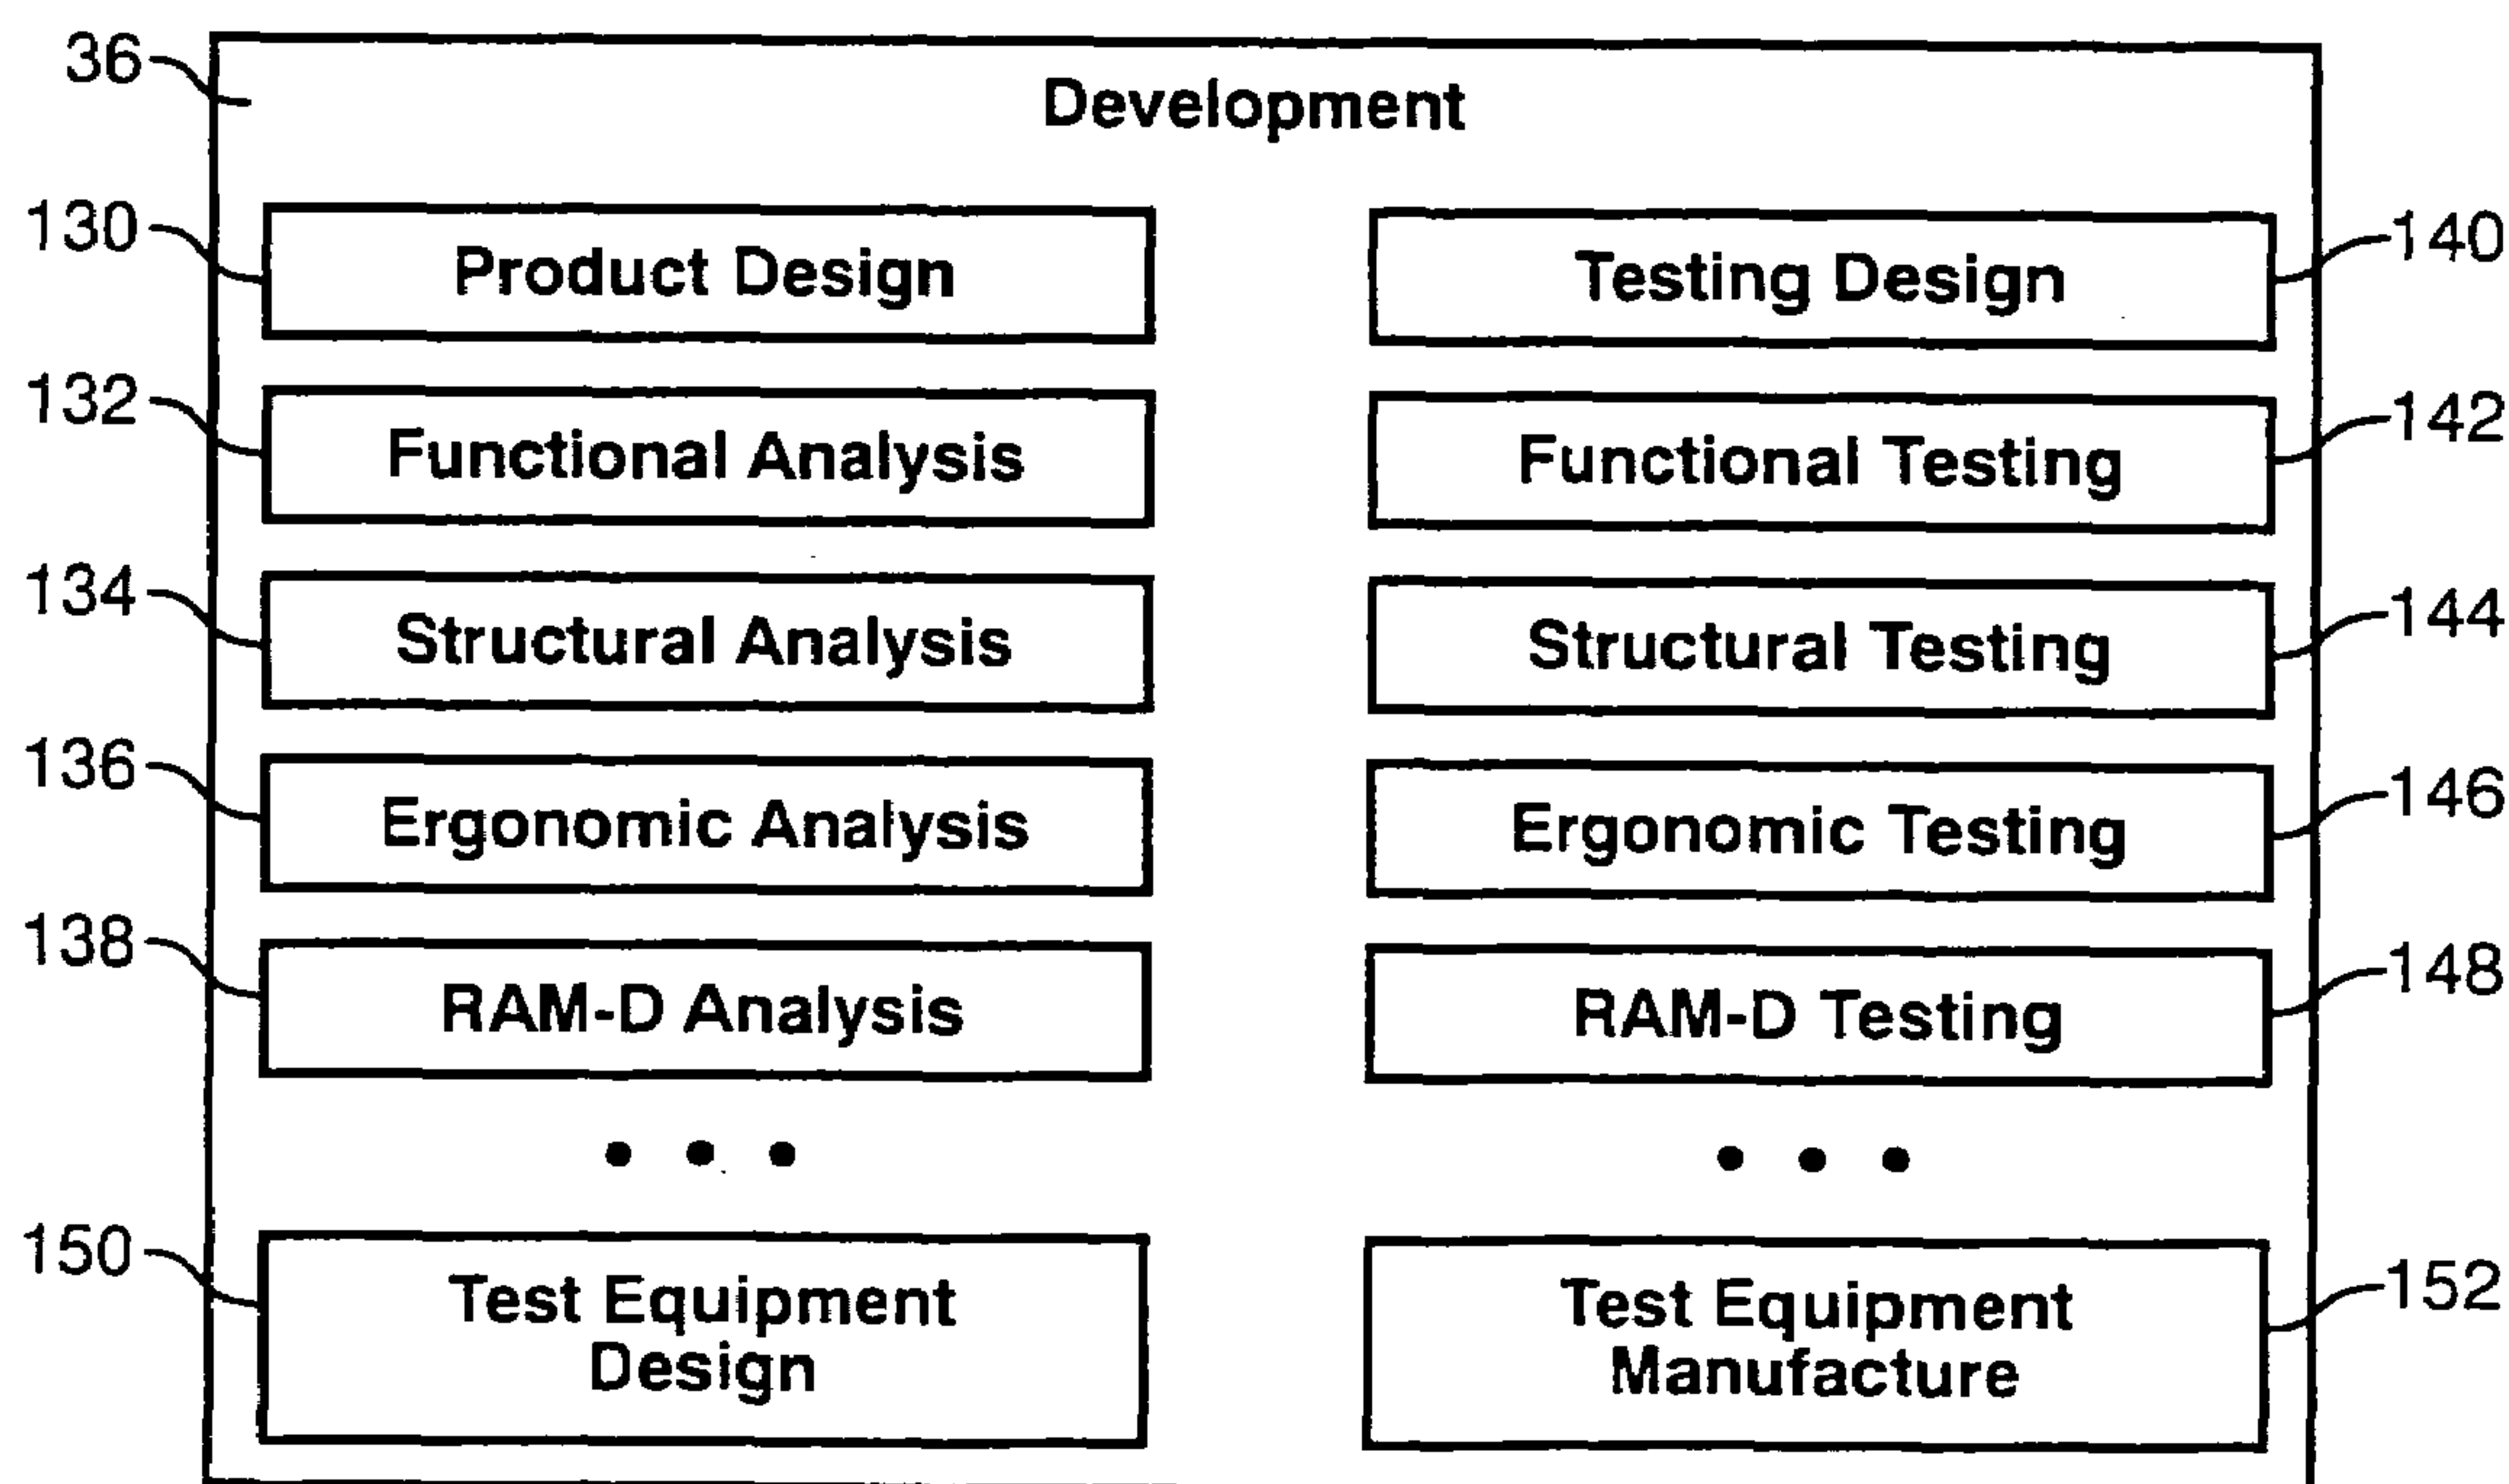 36
Development
130
Product Design
Testing Design
140
132
Functional Analysis
Functional Testing
142
134
Structural Analysis
Structural Testing
144
136
Ergonomic Analysis
Ergonomic Testing
146
138
RAM-D Analysis
RAM-D Testing
148
150
Test Equipment
Design
Test Equipment
Manufacture
152